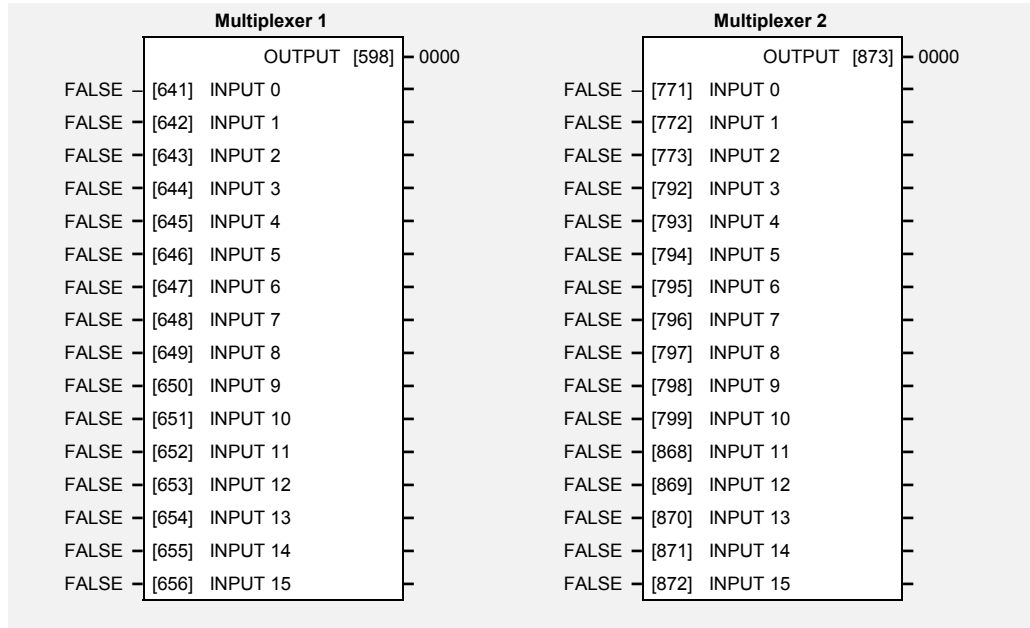 Multiplexer 1
OUTPUT [598] 0000
FALSE [641] INPUT 0
FALSE [642] INPUT 1
FALSE [643] INPUT 2
FALSE [644] INPUT 3
FALSE [645] INPUT 4
FALSE [646] INPUT 5
FALSE [647] INPUT 6
FALSE [648] INPUT 7
FALSE [649] INPUT 8
FALSE [650] INPUT 9
FALSE [651] INPUT 10
FALSE [652] INPUT 11
FALSE [653] INPUT 12
FALSE [654] INPUT 13
FALSE [655] INPUT 14
FALSE [656] INPUT 15
Multiplexer 2
OUTPUT [873] 0000
FALSE [771] INPUT 0
FALSE [772] INPUT 1
FALSE [773] INPUT 2
FALSE [792] INPUT 3
FALSE [793] INPUT 4
FALSE [794] INPUT 5
FALSE [795] INPUT 6
FALSE [796] INPUT 7
FALSE [797] INPUT 8
FALSE [798] INPUT 9
FALSE [799] INPUT 10
FALSE [868] INPUT 11
FALSE [869] INPUT 12
FALSE [870] INPUT 13
FALSE [871] INPUT 14
FALSE [872] INPUT 15